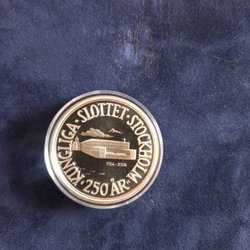 KUNGLIGA · SLOTTET · STOCKHOLM · 250 ÅR ·
1754-2004